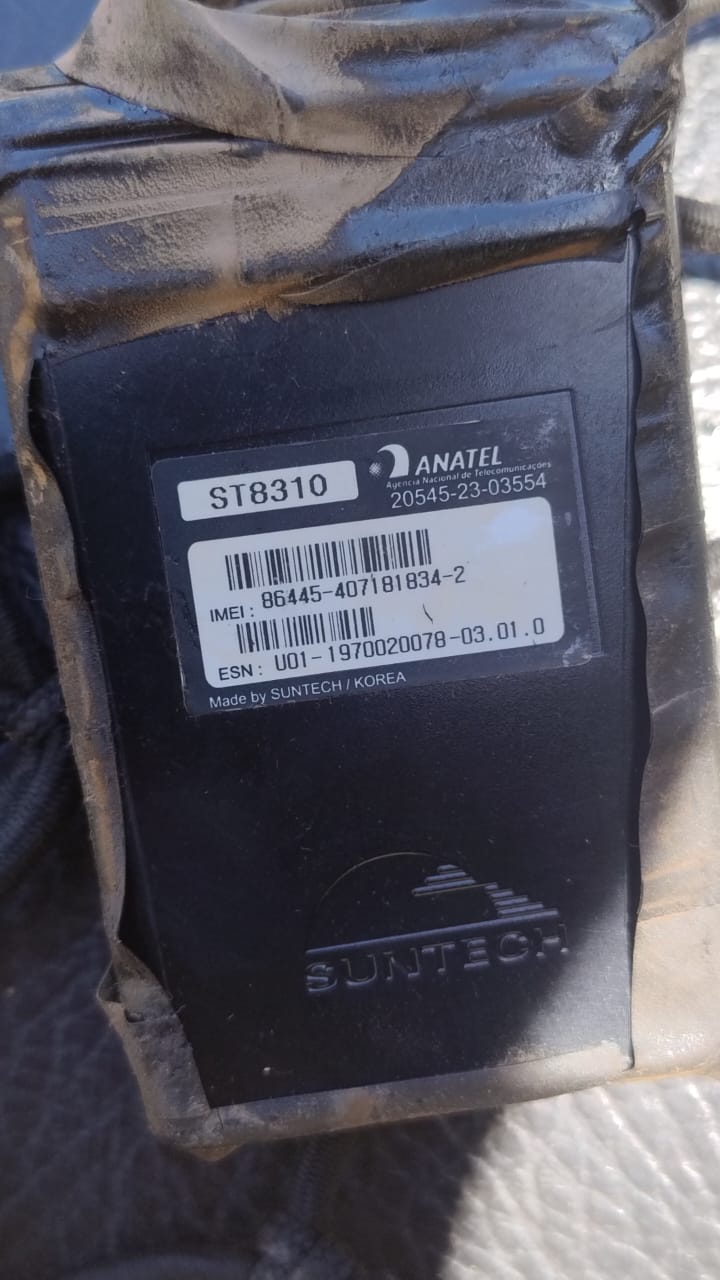 ST8310
ANATEL
Agência Nacional de Telecomunicações
20545-23-03554
IMEI: 86445-407181834-2
ESN: U01-1970020078-03.01.0
Made by SUNTECH / KOREA
SUNTECH